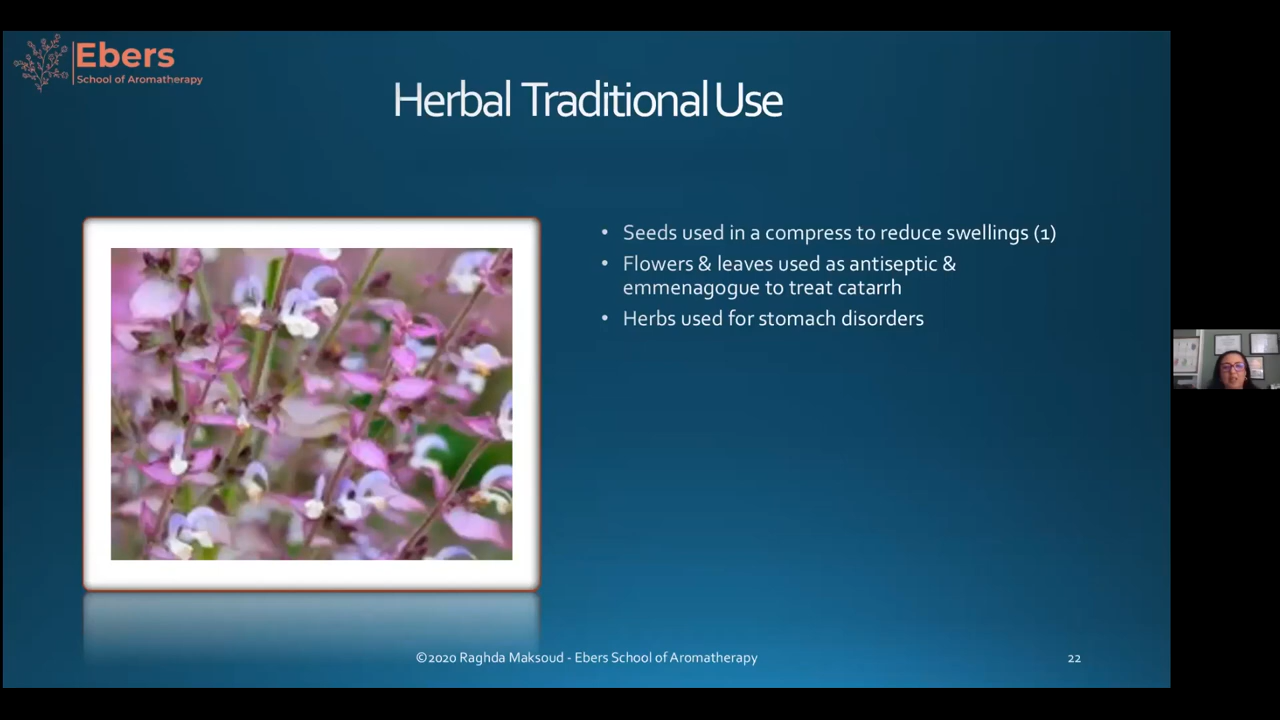 Ebers
School of Aromatherapy
Herbal Traditional Use
• Seeds used in a compress to reduce swellings (1)
• Flowers & leaves used as antiseptic &
emmenagogue to treat catarrh
• Herbs used for stomach disorders
©2020 Raghda Maksoud - Ebers School of Aromatherapy
22